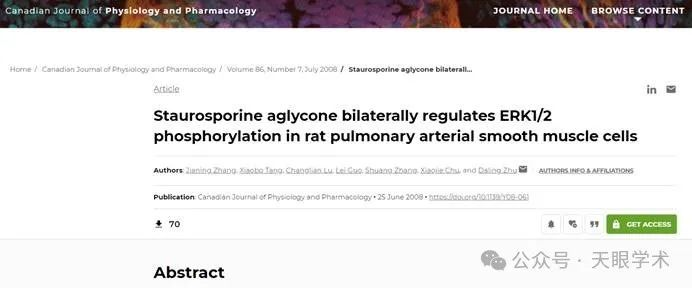 Canadian Journal of Physiology and Pharmacology
JOURNAL HOME BROWSE CONTENT
Home / Canadian Journal of Physiology and Pharmacology / Volume 86, Number 7, July 2008 / Staurosporine aglycone bilaterall...
Article
Staurosporine aglycone bilaterally regulates ERK1/2
phosphorylation in rat pulmonary arterial smooth muscle cells
Authors: Jianing Zhang, Xiaobo Tang, Changlian Lu, Lei Guo, Shuang Zhang, Xiaojie Chu, and Daling Zhu AUTHORS INFO & AFFILIATIONS
Publication: Canadian Journal of Physiology and Pharmacology • 25 June 2008 • https://doi.org/10.1139/Y08-061
70
GET ACCESS
Abstract
公众号 · 天眼学术